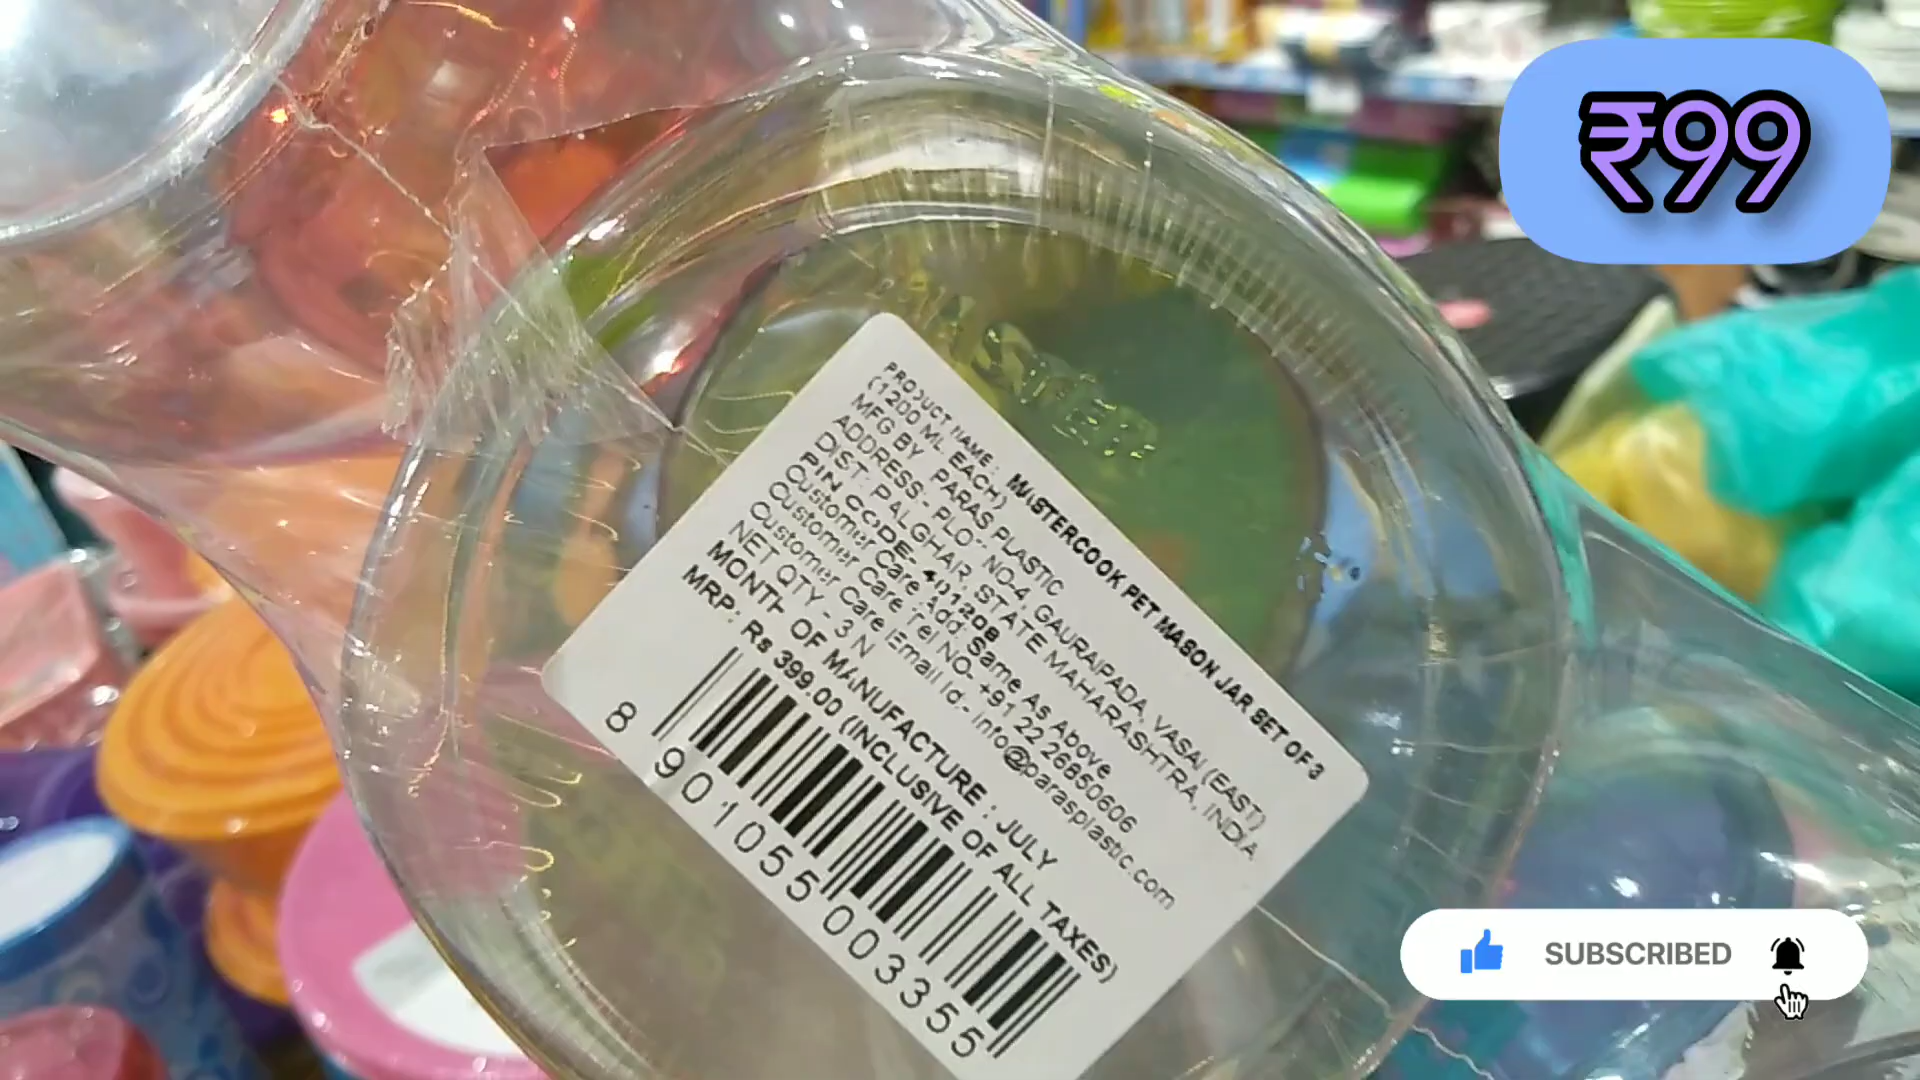 ₹99
MASTER
PRODUCT NAME: MASTERCOOK PET MASON JAR SET OF 3
(1200 ML EACH)
MFG BY PARAS PLASTIC
ADDRESS- PLOT NO-4, GAURAIPADA, VASAI (EAST),
DIST: PALGHAR, STATE MAHARASHTRA, INDIA.
PIN CODE- 401208
Customer Care Add: Same As Above
Customer Care Tel NO- +91 22 26850606
Customer Care Email Id:- info@parasplastic.com
NET QTY - 3 N
MONTH OF MANUFACTURE : JULY
MRP: Rs 399.00 (INCLUSIVE OF ALL TAXES)
8 901055 003355
SUBSCRIBED